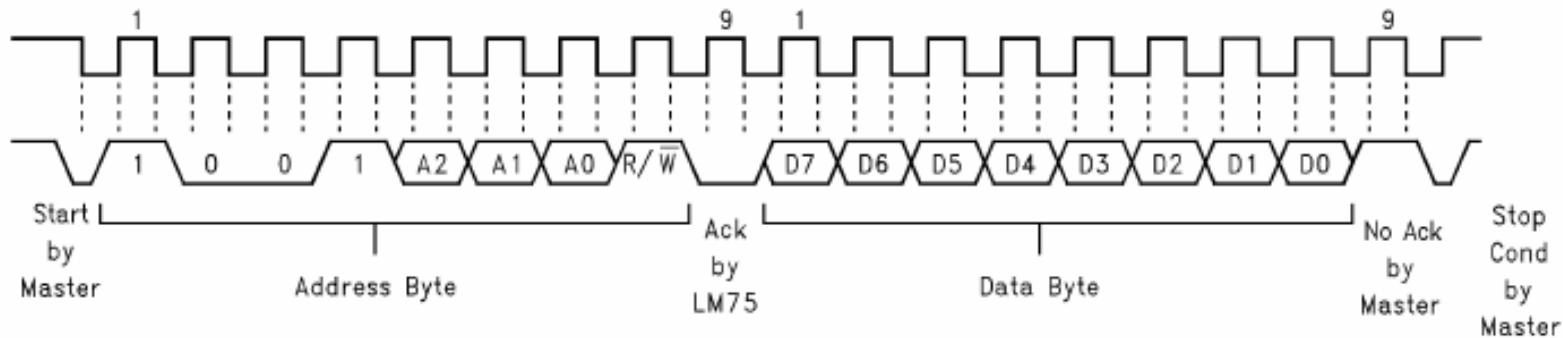 1 9 1 9
1 0 0 1 A2 A1 A0 R/W̅ D7 D6 D5 D4 D3 D2 D1 D0
Start
by
Master
Address Byte
Ack
by
LM75
Data Byte
No Ack
by
Master
Stop
Cond
by
Master